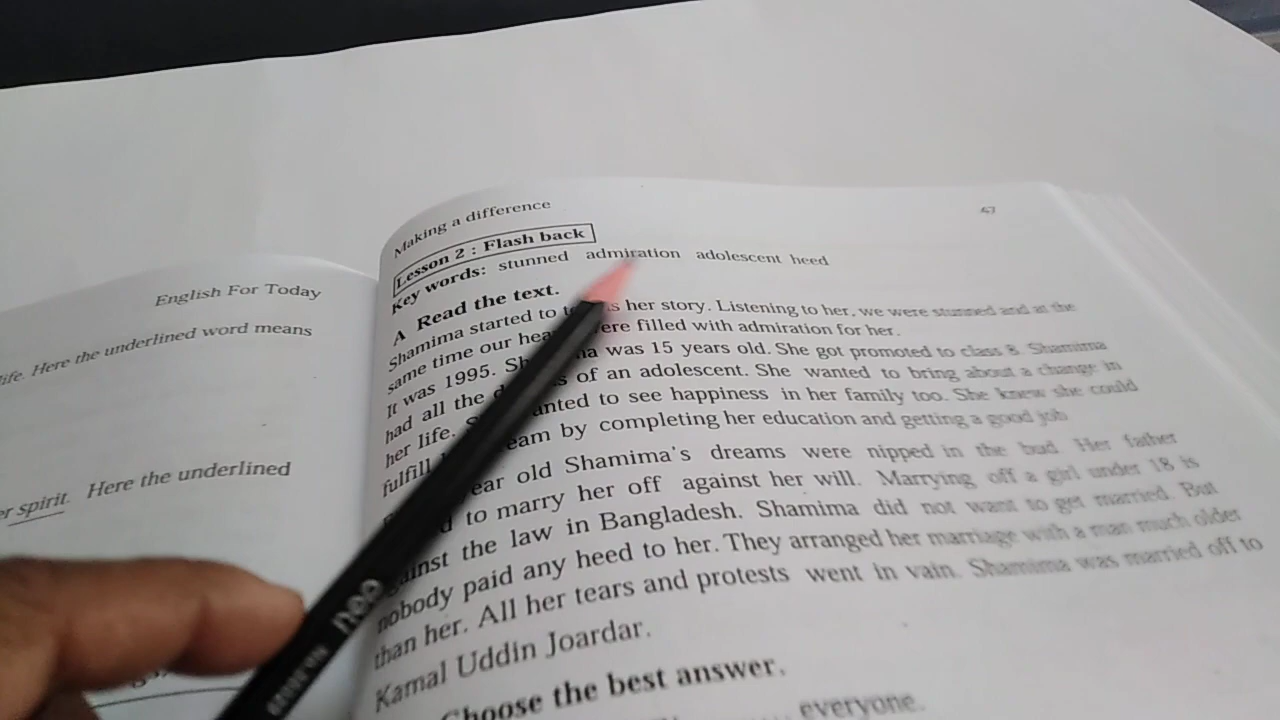 English For Today
life. Here the underlined word means
er spirit. Here the underlined
Making a difference
47
Lesson 2 : Flash back
Key words: stunned admiration adolescent heed
A Read the text.
Shamima started to her story. Listening to her, we were stunned and at the
same time our were filled with admiration for her.
It was 1995. was 15 years old. She got promoted to class 8. Shamima
had all the of an adolescent. She wanted to bring about a change in
her life. wanted to see happiness in her family too. She knew she could
fulfill by completing her education and getting a good job
old Shamima's dreams were nipped in the bud. Her father
to marry her off against her will. Marrying off a girl under 18 is
against the law in Bangladesh. Shamima did not want to get married. But
nobody paid any heed to her. They arranged her marriage with a man much older
than her. All her tears and protests went in vain. Shamima was married off to
Kamal Uddin Joardar.
Choose the best answer.
everyone.
neo